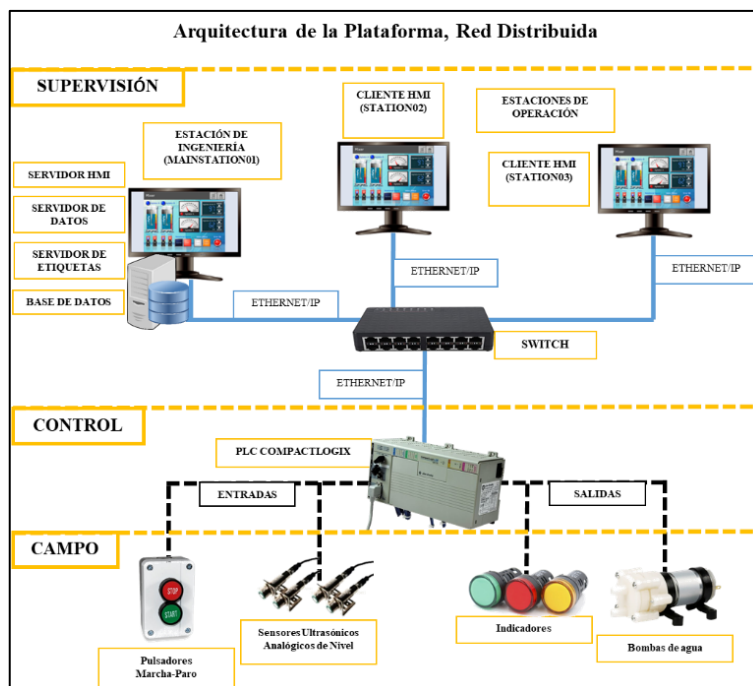 Arquitectura de la Plataforma, Red Distribuida
SUPERVISIÓN
CLIENTE HMI
(STATION02)
ESTACIONES DE
OPERACIÓN
ESTACIÓN DE
INGENIERÍA
(MAINSTATION01)
CLIENTE HMI
(STATION03)
SERVIDOR HMI
SERVIDOR DE
DATOS
SERVIDOR DE
ETIQUETAS
BASE DE DATOS
ETHERNET/IP
ETHERNET/IP
ETHERNET/IP
SWITCH
ETHERNET/IP
CONTROL
PLC COMPACTLOGIX
ENTRADAS
SALIDAS
CAMPO
STOP
START
Pulsadores
Marcha-Paro
Sensores Ultrasónicos
Analógicos de Nivel
Indicadores
Bombas de agua